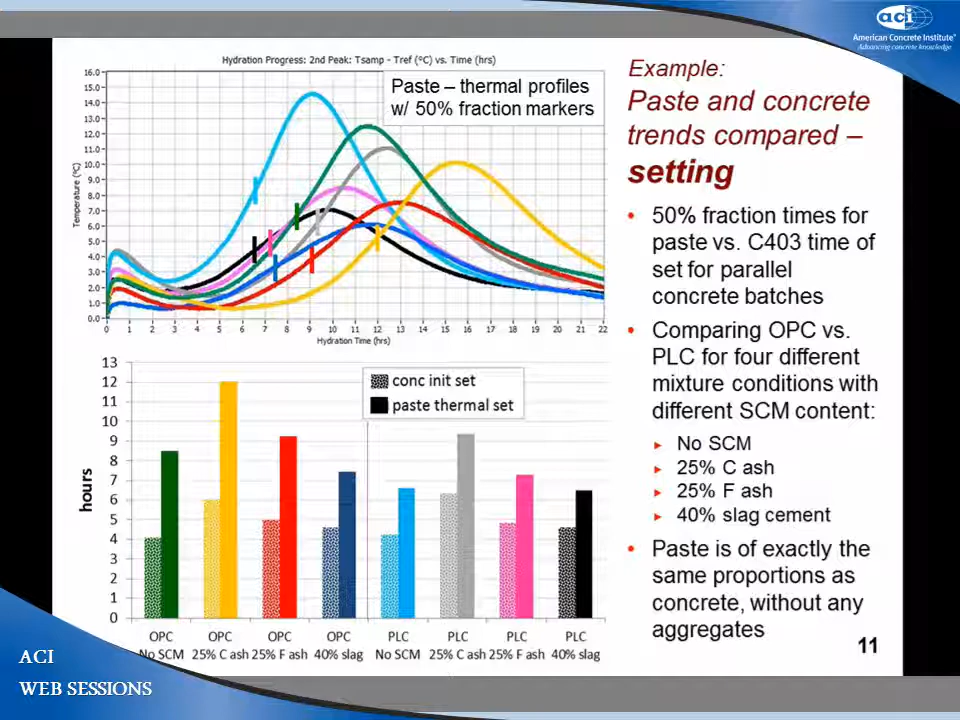 aci
American Concrete Institute®
Advancing concrete knowledge
Hydration Progress: 2nd Peak: Tsamp - Tref (°C) vs. Time (hrs)
Paste – thermal profiles
w/ 50% fraction markers
Temperature (°C)
16.0
15.0
14.0
13.0
12.0
11.0
10.0
9.0
8.0
7.0
6.0
5.0
4.0
3.0
2.0
1.0
0.0
0 1 2 3 4 5 6 7 8 9 10 11 12 13 14 15 16 17 18 19 20 21 22
Hydration Time (hrs)
hours
13
12
11
10
9
8
7
6
5
4
3
2
1
0
conc init set
paste thermal set
OPC OPC OPC OPC PLC PLC PLC PLC
No SCM 25% C ash 25% F ash 40% slag No SCM 25% C ash 25% F ash 40% slag
Example:
Paste and concrete
trends compared –
setting
• 50% fraction times for
paste vs. C403 time of
set for parallel
concrete batches
• Comparing OPC vs.
PLC for four different
mixture conditions with
different SCM content:
► No SCM
► 25% C ash
► 25% F ash
► 40% slag cement
• Paste is of exactly the
same proportions as
concrete, without any
aggregates
11
ACI
WEB SESSIONS